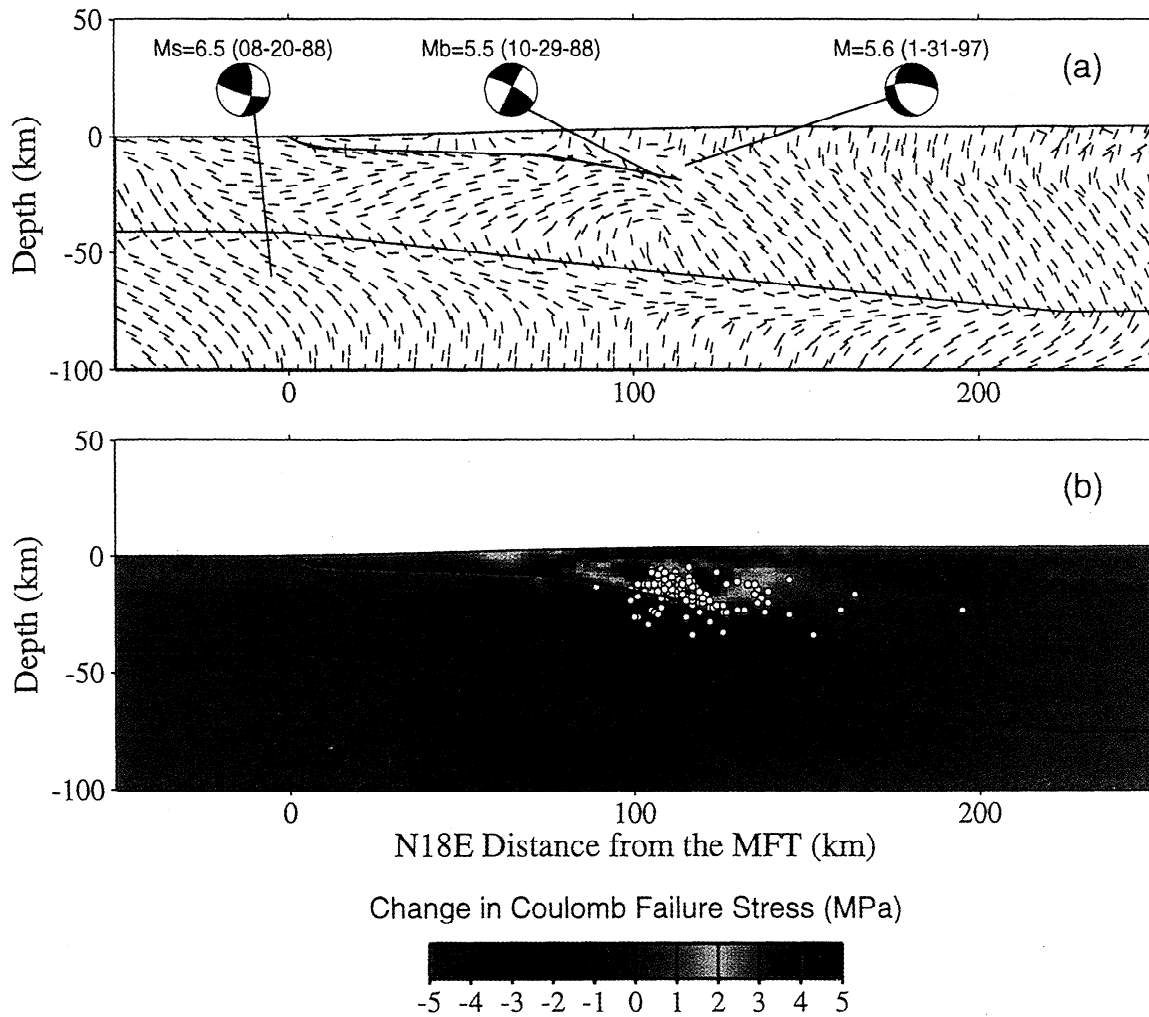 50
Ms=6.5 (08-20-88) Mb=5.5 (10-29-88) M=5.6 (1-31-97)
(a)
0
Depth (km)
-50
-100
0 100 200
50
(b)
0
Depth (km)
-50
-100
0 100 200
N18E Distance from the MFT (km)
Change in Coulomb Failure Stress (MPa)
-5 -4 -3 -2 -1 0 1 2 3 4 5